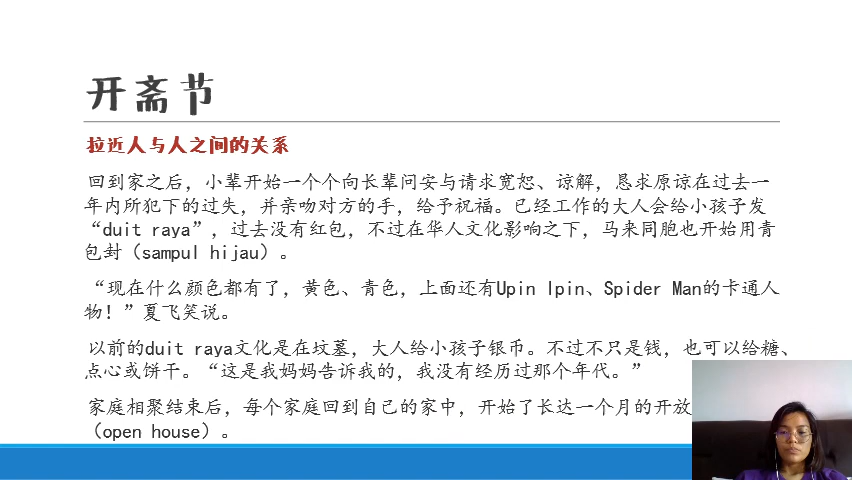 开斋节
拉近人与人之间的关系
回到家之后，小辈开始一个个向长辈问安与请求宽恕、谅解，恳求原谅在过去一
年内所犯下的过失，并亲吻对方的手，给予祝福。已经工作的大人会给小孩子发
“duit raya”，过去没有红包，不过在华人文化影响之下，马来同胞也开始用青
包封（sampul hijau）。
“现在什么颜色都有了，黄色、青色，上面还有Upin Ipin、Spider Man的卡通人
物！”夏飞笑说。
以前的duit raya文化是在坟墓，大人给小孩子银币。不过不只是钱，也可以给糖、
点心或饼干。“这是我妈妈告诉我的，我没有经历过那个年代。”
家庭相聚结束后，每个家庭回到自己的家中，开始了长达一个月的开放
（open house）。